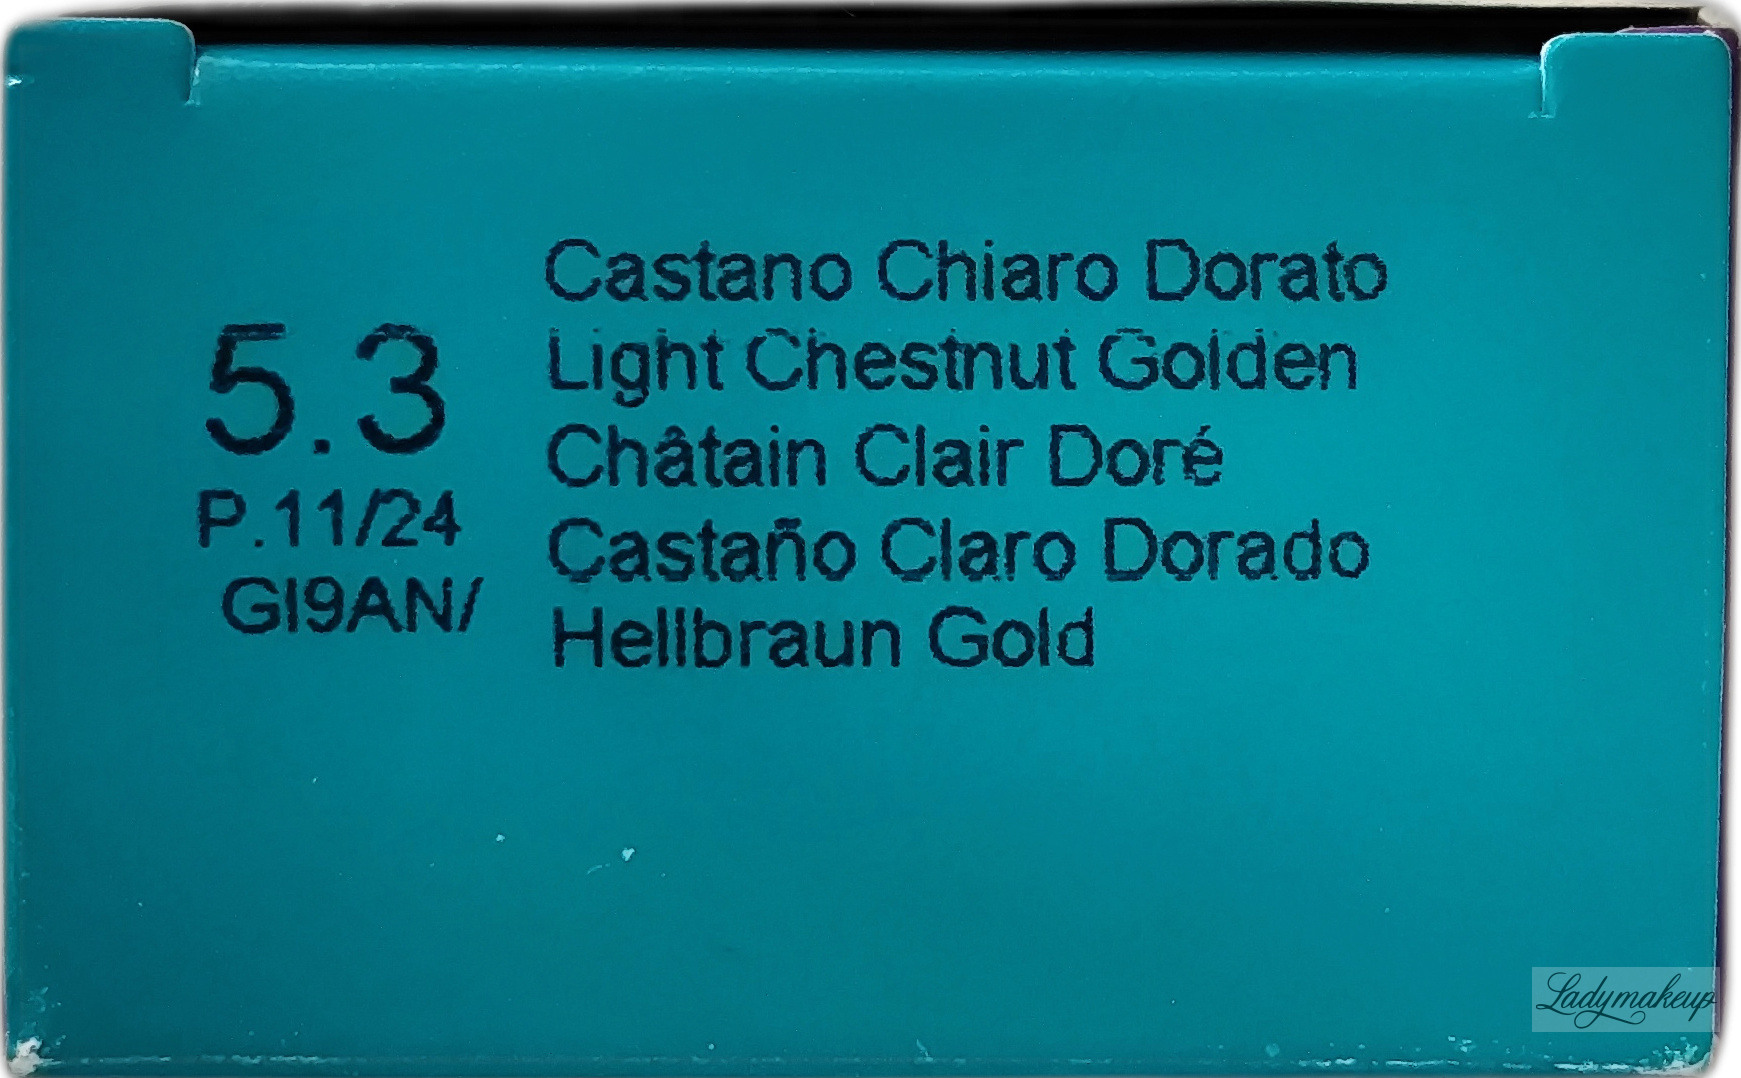 5.3
P.11/24
GI9AN/
Castano Chiaro Dorato
Light Chestnut Golden
Châtain Clair Doré
Castaño Claro Dorado
Hellbraun Gold
Ladymakeup